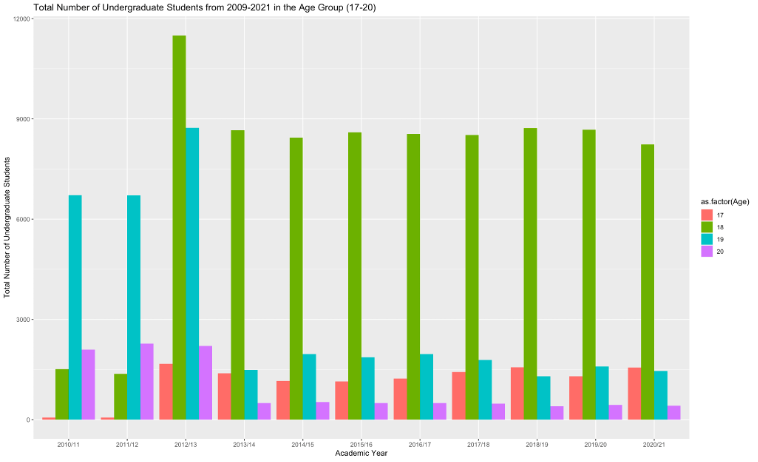 Total Number of Undergraduate Students from 2009-2021 in the Age Group (17-20)
12000
9000
6000
3000
0
Total Number of Undergraduate Students
2010/11 2011/12 2012/13 2013/14 2014/15 2015/16 2016/17 2017/18 2018/19 2019/20 2020/21
Academic Year
as.factor(Age)
17
18
19
20